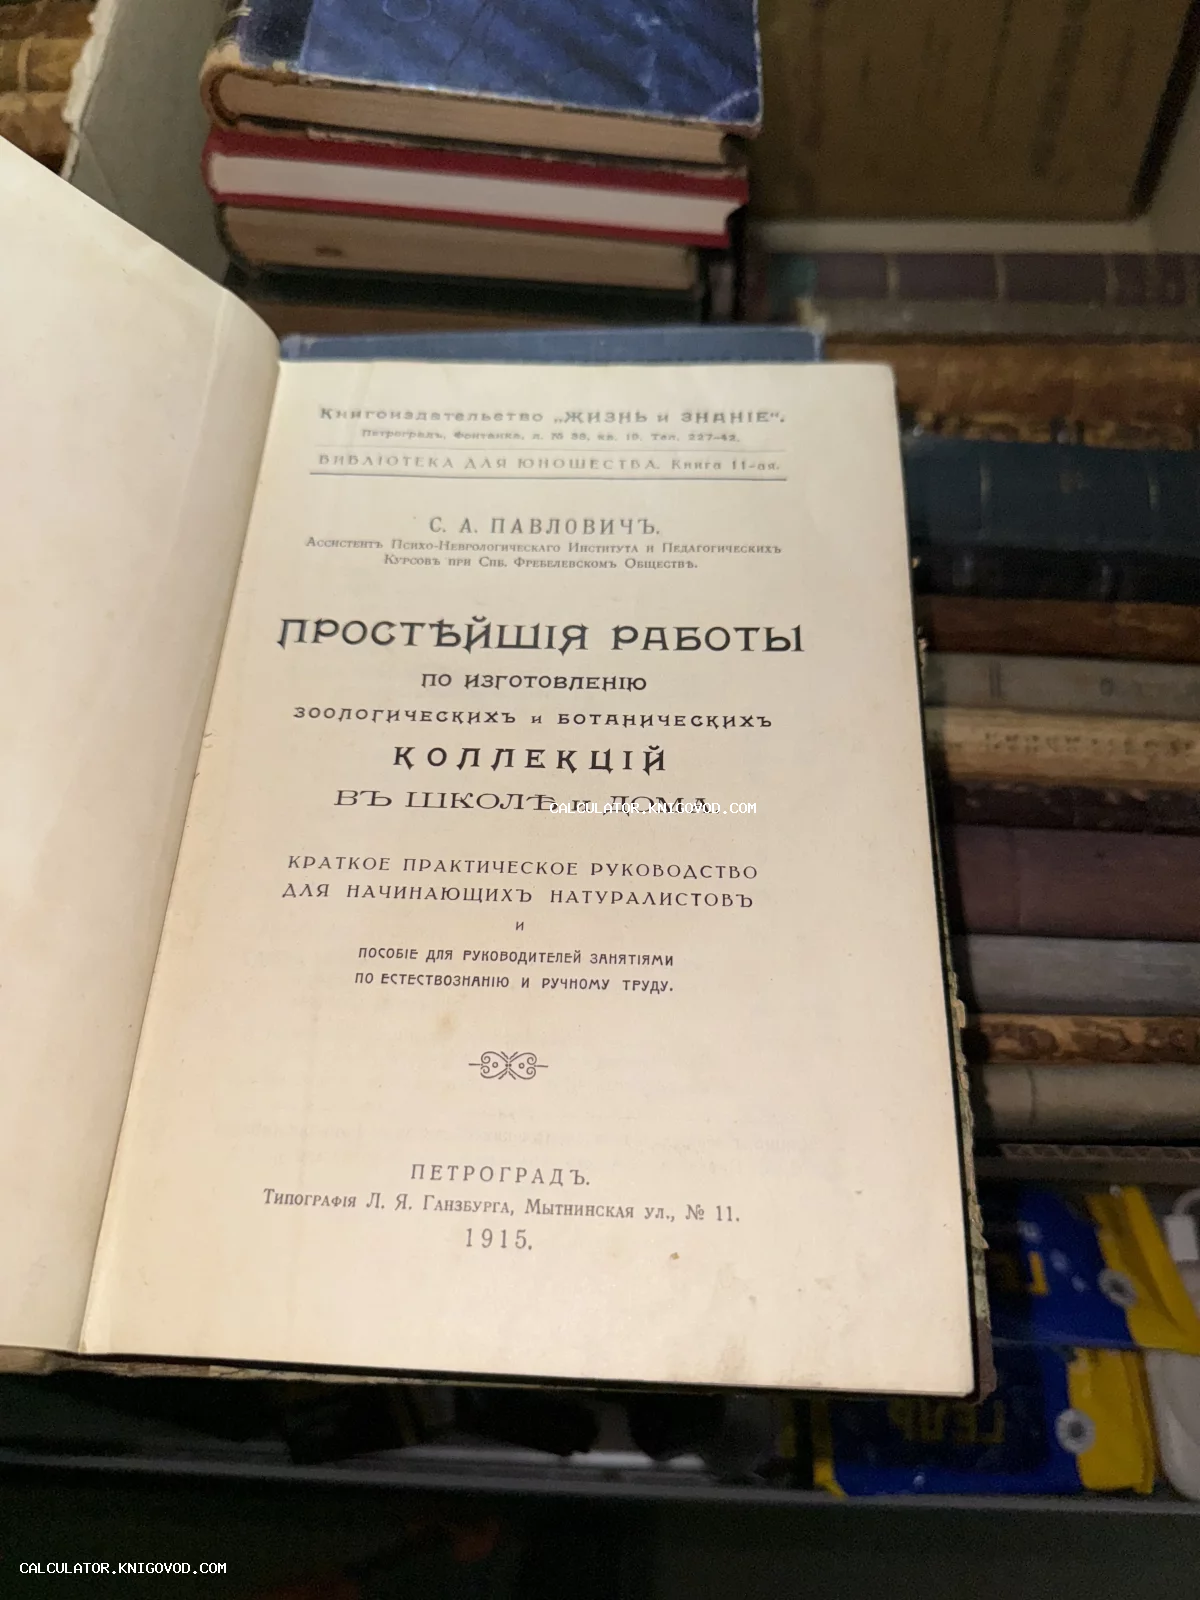 Книгоиздательство „ЖИЗНЬ и ЗНАНІЕ“.
Петроградъ, Фонтанка, д. № 38, кв. 19. Тел. 227-42.
БИБЛІОТЕКА ДЛЯ ЮНОШЕСТВА. Книга 11-ая.
С. А. ПАВЛОВИЧЪ.
Ассистентъ Психо-Неврологическаго Института и Педагогическихъ
Курсовъ при Спб. Фребелевскомъ Обществѣ.
ПРОСТѢЙШІЯ РАБОТЫ
ПО ИЗГОТОВЛЕНІЮ
ЗООЛОГИЧЕСКИХЪ и БОТАНИЧЕСКИХЪ
КОЛЛЕКЦІЙ
ВЪ ШКОЛѢ и ДОМА
CALCULATOR.KNIGOVOD.COM
КРАТКОЕ ПРАКТИЧЕСКОЕ РУКОВОДСТВО
ДЛЯ НАЧИНАЮЩИХЪ НАТУРАЛИСТОВЪ
И
ПОСОБІЕ ДЛЯ РУКОВОДИТЕЛЕЙ ЗАНЯТІЯМИ
ПО ЕСТЕСТВОЗНАНІЮ И РУЧНОМУ ТРУДУ.
ПЕТРОГРАДЪ.
Типографія Л. Я. Ганзбурга, Мытнинская ул., № 11.
1915.
CALCULATOR.KNIGOVOD.COM